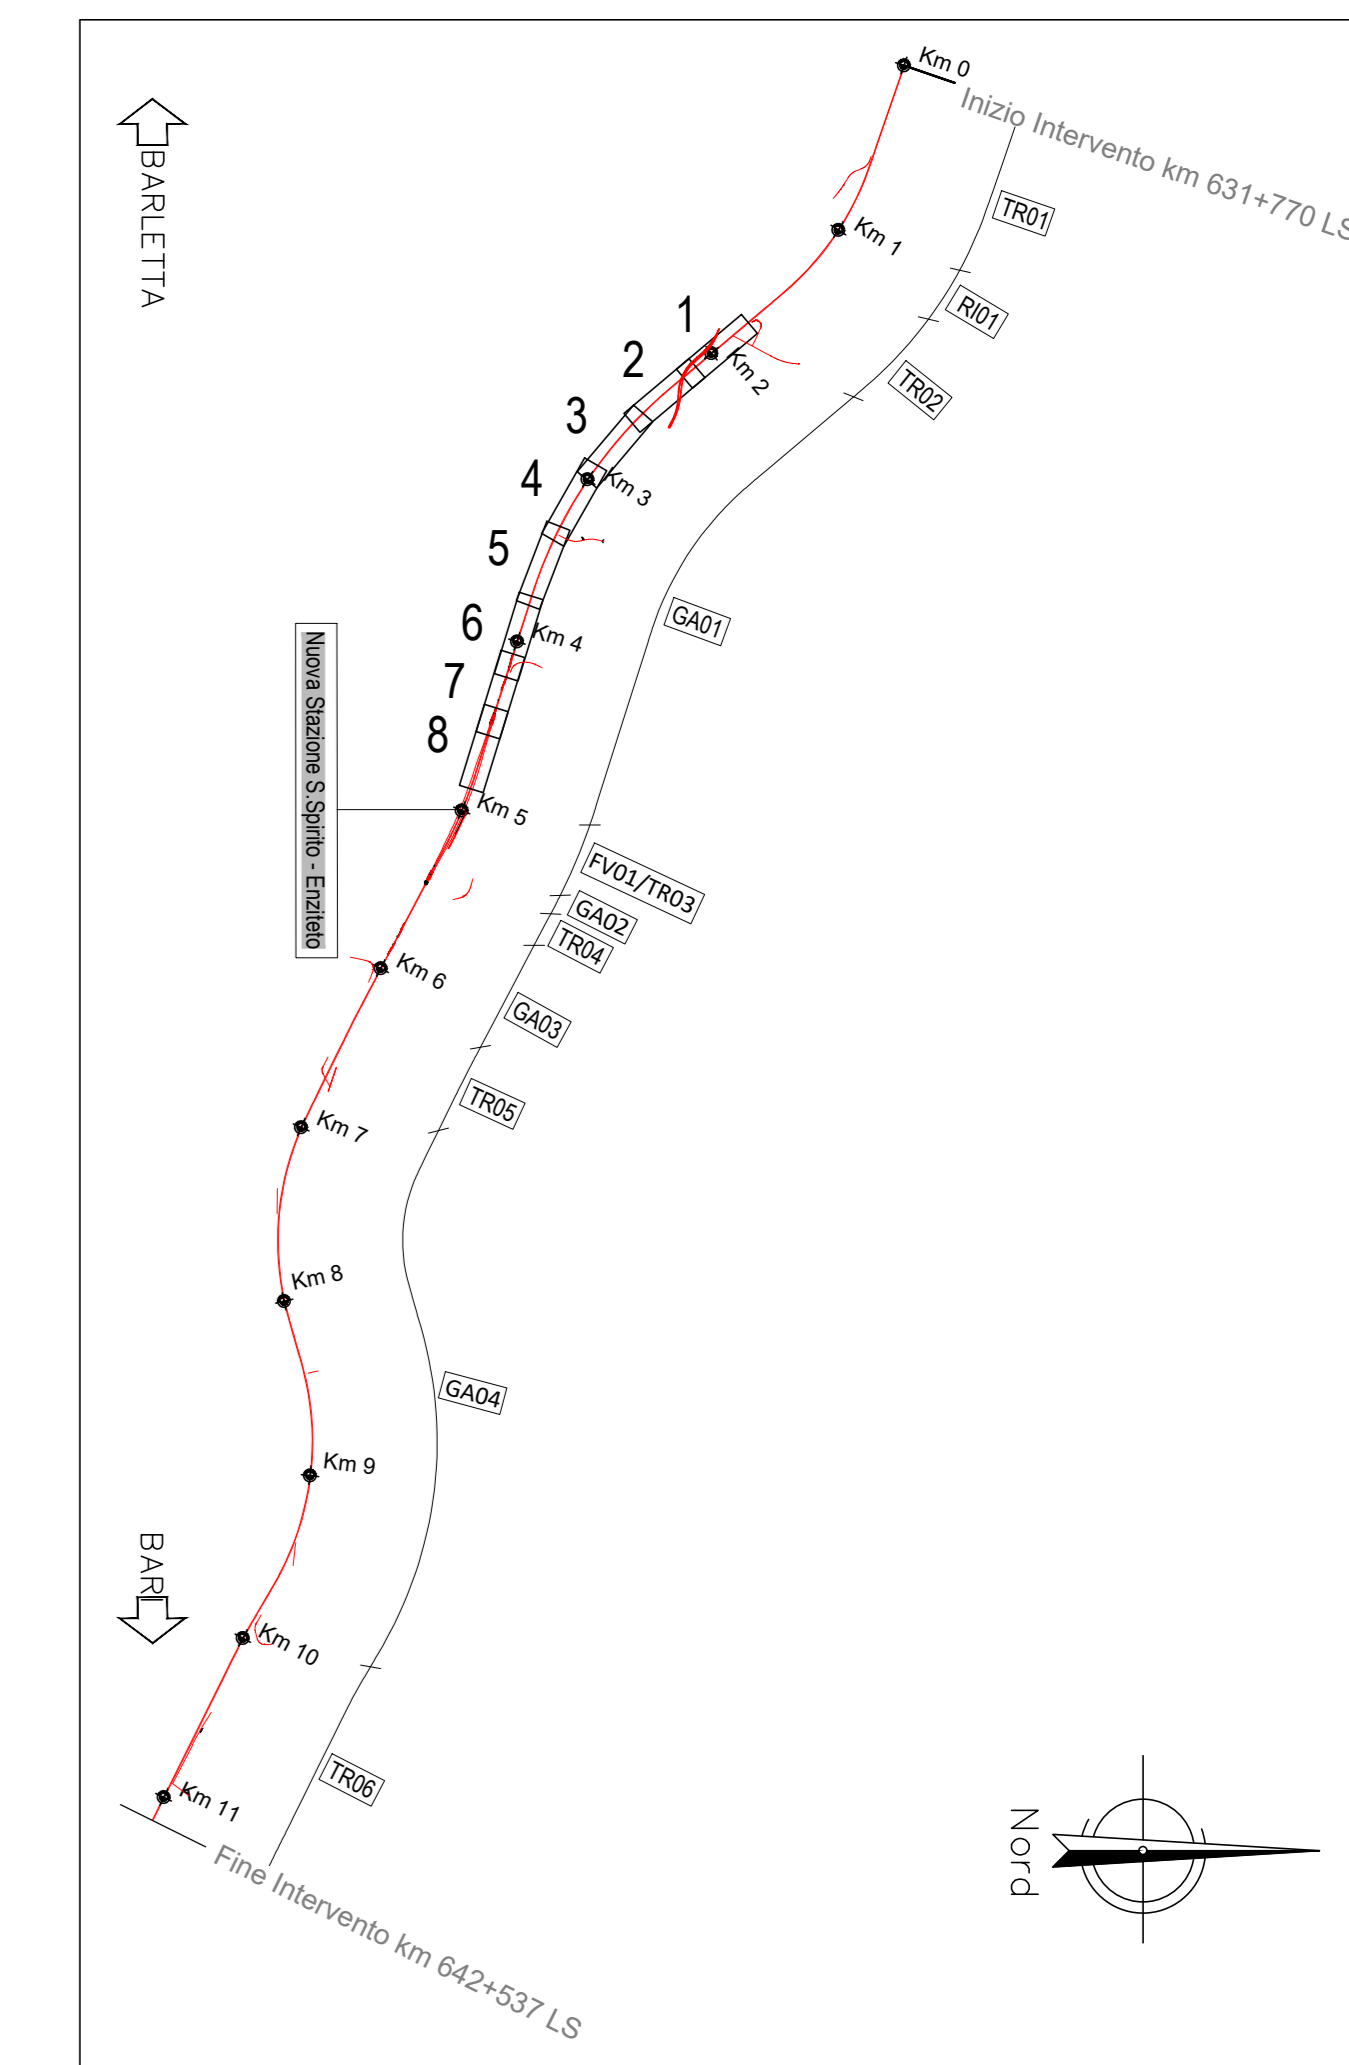 Km 0
Inizio Intervento km 631+770 LS
BARLETTA
TR01
Km 1
RI01
1
Km 2
2
TR02
3
4
Km 3
5
GA01
6
Km 4
7
8
Nuova Stazione S.Spirito - Enziteto
Km 5
FV01/TR03
GA02
TR04
Km 6
GA03
TR05
Km 7
Km 8
GA04
Km 9
BARI
Km 10
TR06
Km 11
Nord
Fine Intervento km 642+537 LS